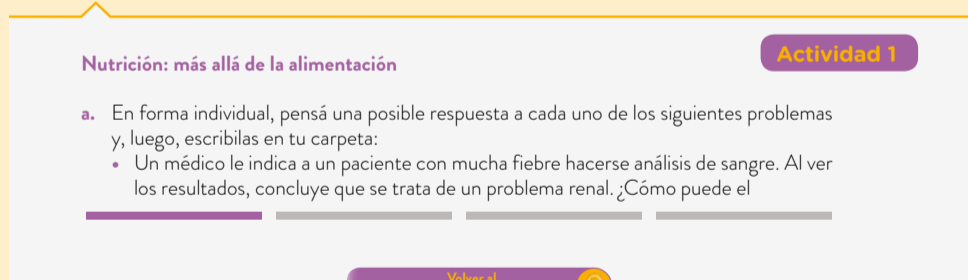 Actividad 1
Nutrición: más allá de la alimentación
a. En forma individual, pensá una posible respuesta a cada uno de los siguientes problemas
y, luego, escribilas en tu carpeta:
• Un médico le indica a un paciente con mucha fiebre hacerse análisis de sangre. Al ver
los resultados, concluye que se trata de un problema renal. ¿Cómo puede el
Volver al